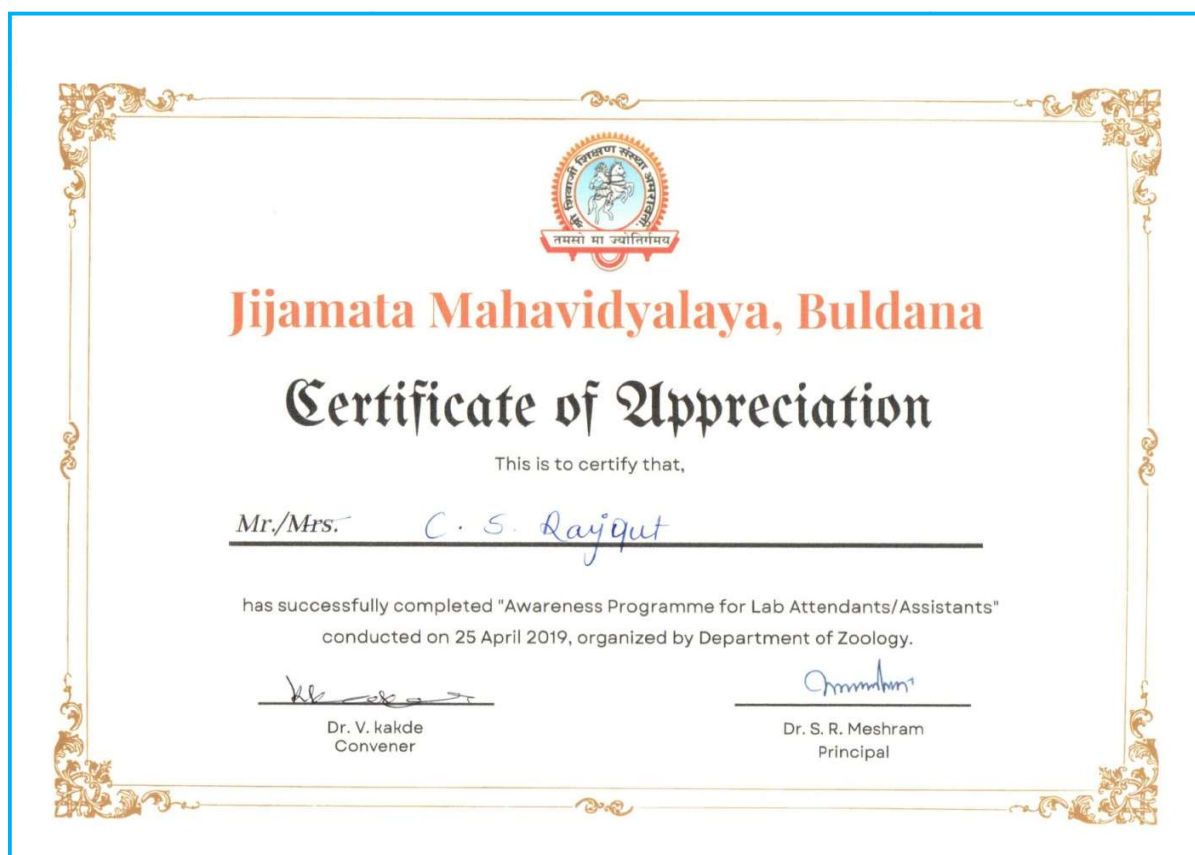 श्री शिवाजी शिक्षण संस्था अमरावती.
तमसो मा ज्योतिर्गमय
Jijamata Mahavidyalaya, Buldana
Certificate of Appreciation
This is to certify that,
Mr./Mrs. C. S. Rajput
has successfully completed "Awareness Programme for Lab Attendants/Assistants"
conducted on 25 April 2019, organized by Department of Zoology.
Dr. V. kakde
Convener
Dr. S. R. Meshram
Principal